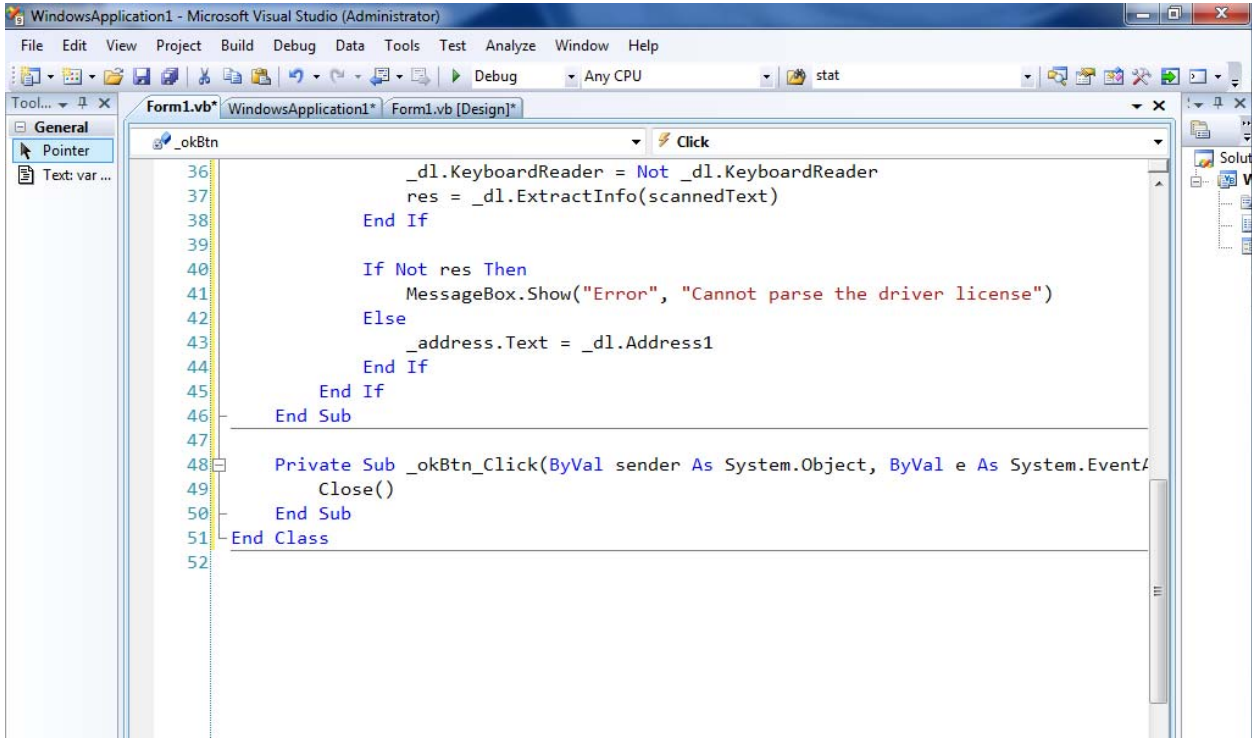 WindowsApplication1 - Microsoft Visual Studio (Administrator)
File Edit View Project Build Debug Data Tools Test Analyze Window Help
Debug Any CPU stat
Tool...
Form1.vb* WindowsApplication1* Form1.vb [Design]*
General
_okBtn Click
Pointer
Text: var ...
Solut
36 _dl.KeyboardReader = Not _dl.KeyboardReader
37 res = _dl.ExtractInfo(scannedText)
38 End If
39
40 If Not res Then
41 MessageBox.Show("Error", "Cannot parse the driver license")
42 Else
43 _address.Text = _dl.Address1
44 End If
45 End If
46 End Sub
47
48 Private Sub _okBtn_Click(ByVal sender As System.Object, ByVal e As System.Event
49 Close()
50 End Sub
51 End Class
52